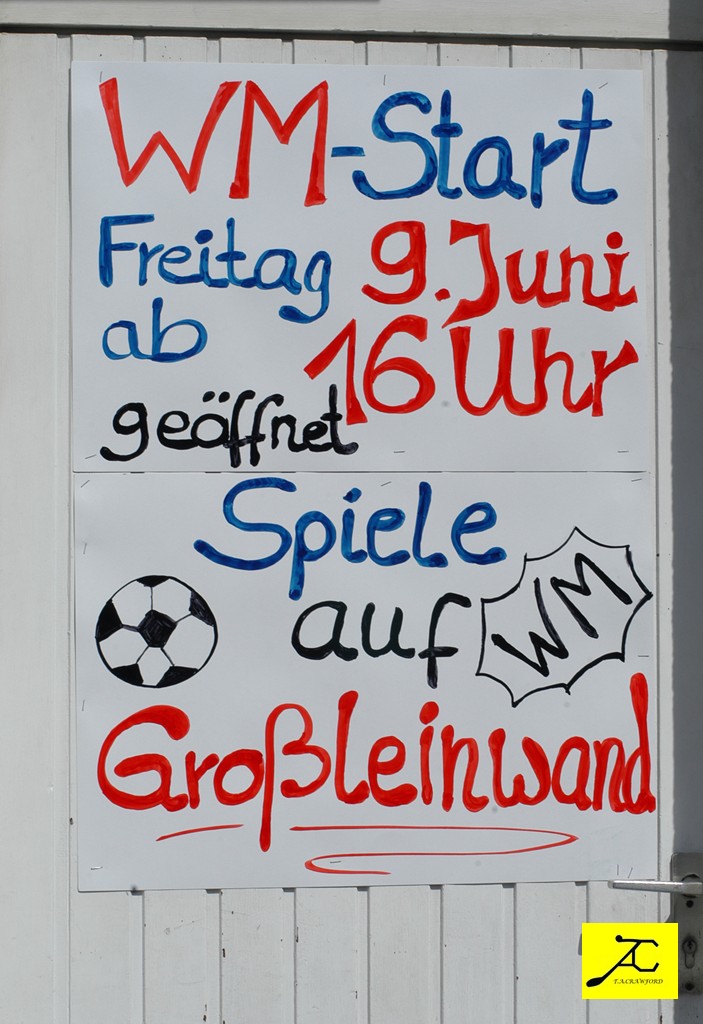 WM-Start
Freitag 9. Juni
ab 16 Uhr
geöffnet
Spiele
auf WM
Großleinwand
T.A.CRAWFORD